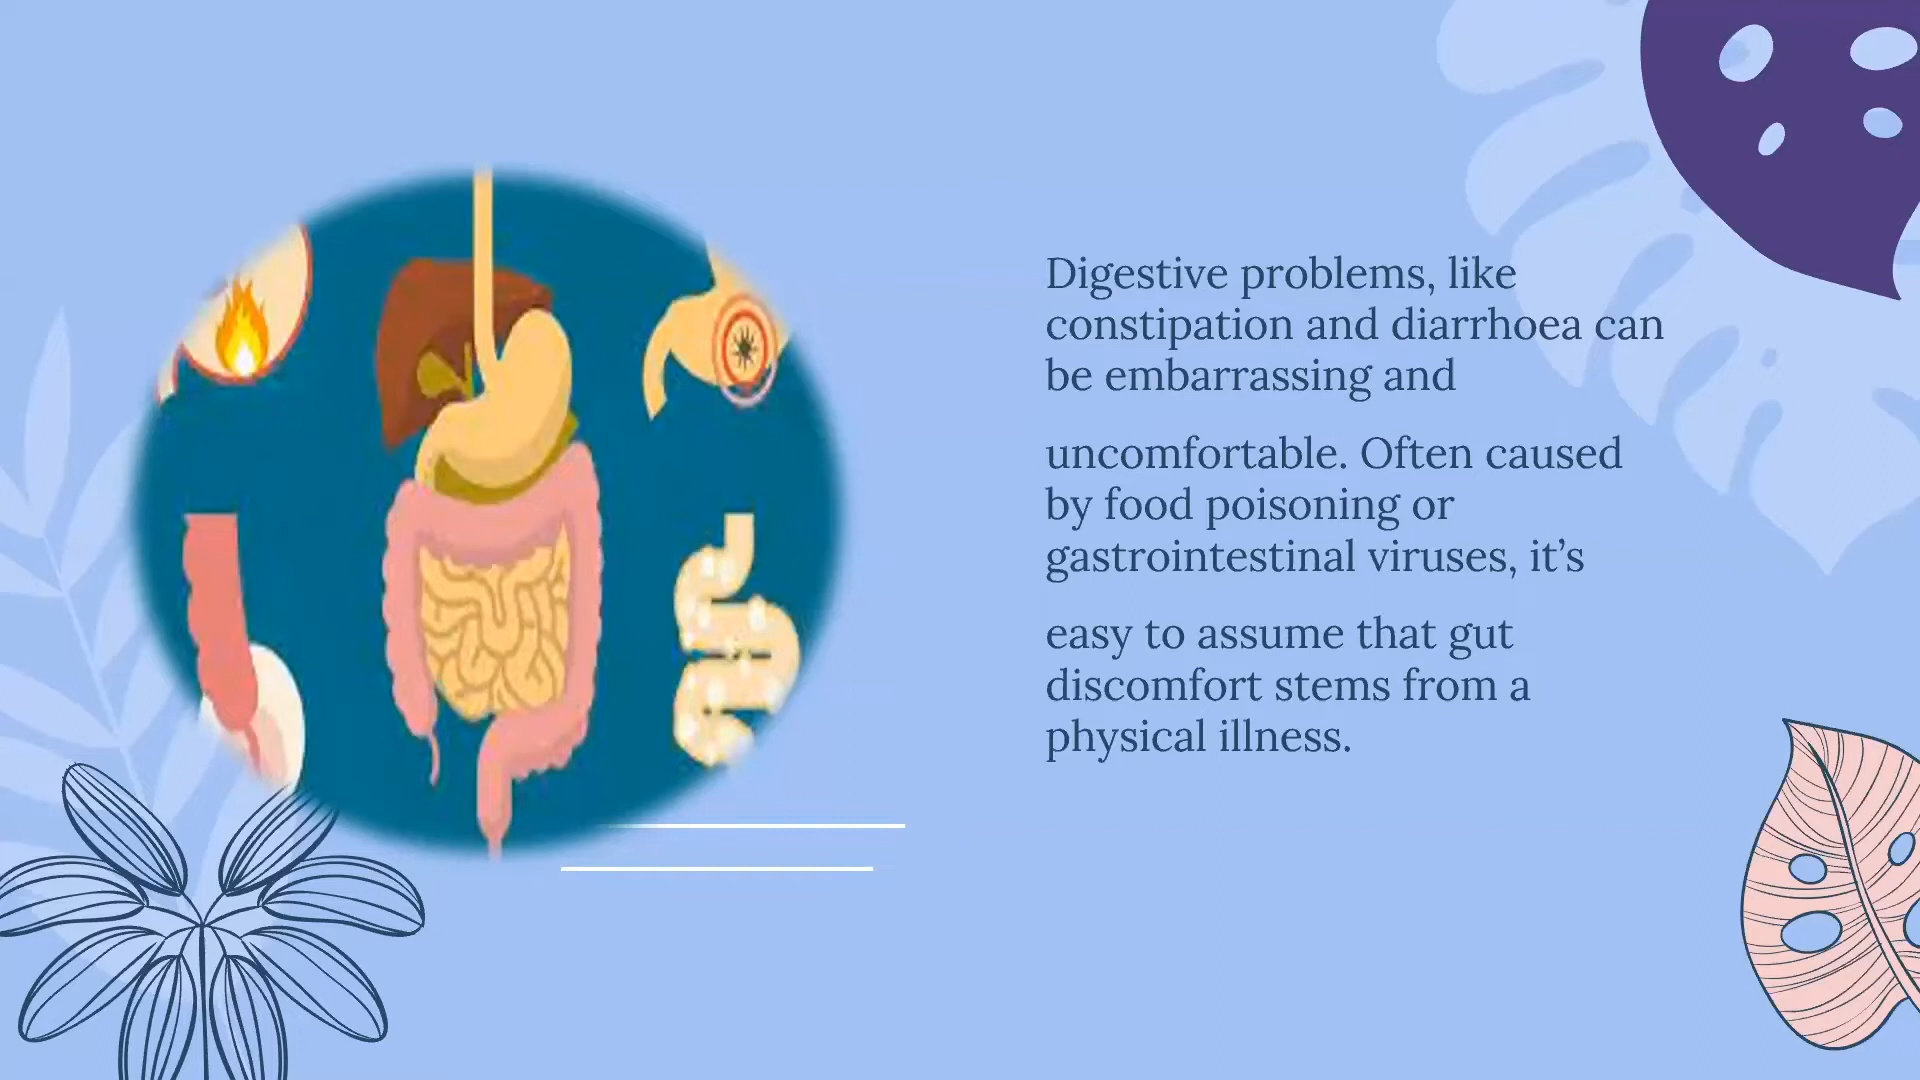 Digestive problems, like
constipation and diarrhoea can
be embarrassing and
uncomfortable. Often caused
by food poisoning or
gastrointestinal viruses, it’s
easy to assume that gut
discomfort stems from a
physical illness.